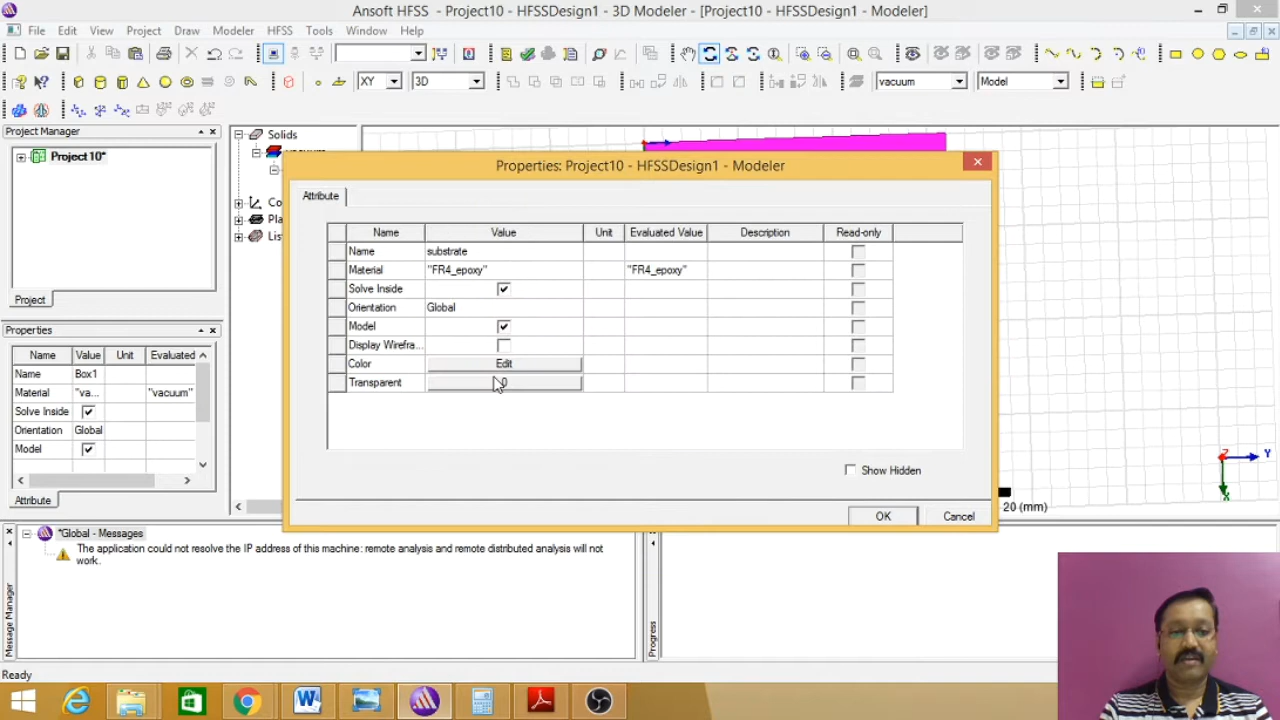 Ansoft HFSS - Project10 - HFSSDesign1 - 3D Modeler - [Project10 - HFSSDesign1 - Modeler]
File Edit View Project Draw Modeler HFSS Tools Window Help
XY 3D vacuum Model
Project Manager
Project10*
Project
Solids
Co
Pla
Lis
Properties
Name Value Unit Evaluated
Name Box1
Material "va... "vacuum"
Solve Inside
Orientation Global
Model
Attribute
Properties: Project10 - HFSSDesign1 - Modeler
Attribute
Name Value Unit Evaluated Value Description Read-only
Name substrate
Material "FR4_epoxy" "FR4_epoxy"
Solve Inside
Orientation Global
Model
Display Wirefra...
Color Edit
Transparent 0
Show Hidden
OK Cancel
Z Y
X
20 (mm)
*Global - Messages
The application could not resolve the IP address of this machine: remote analysis and remote distributed analysis will not
work.
Message Manager
Progress
Ready